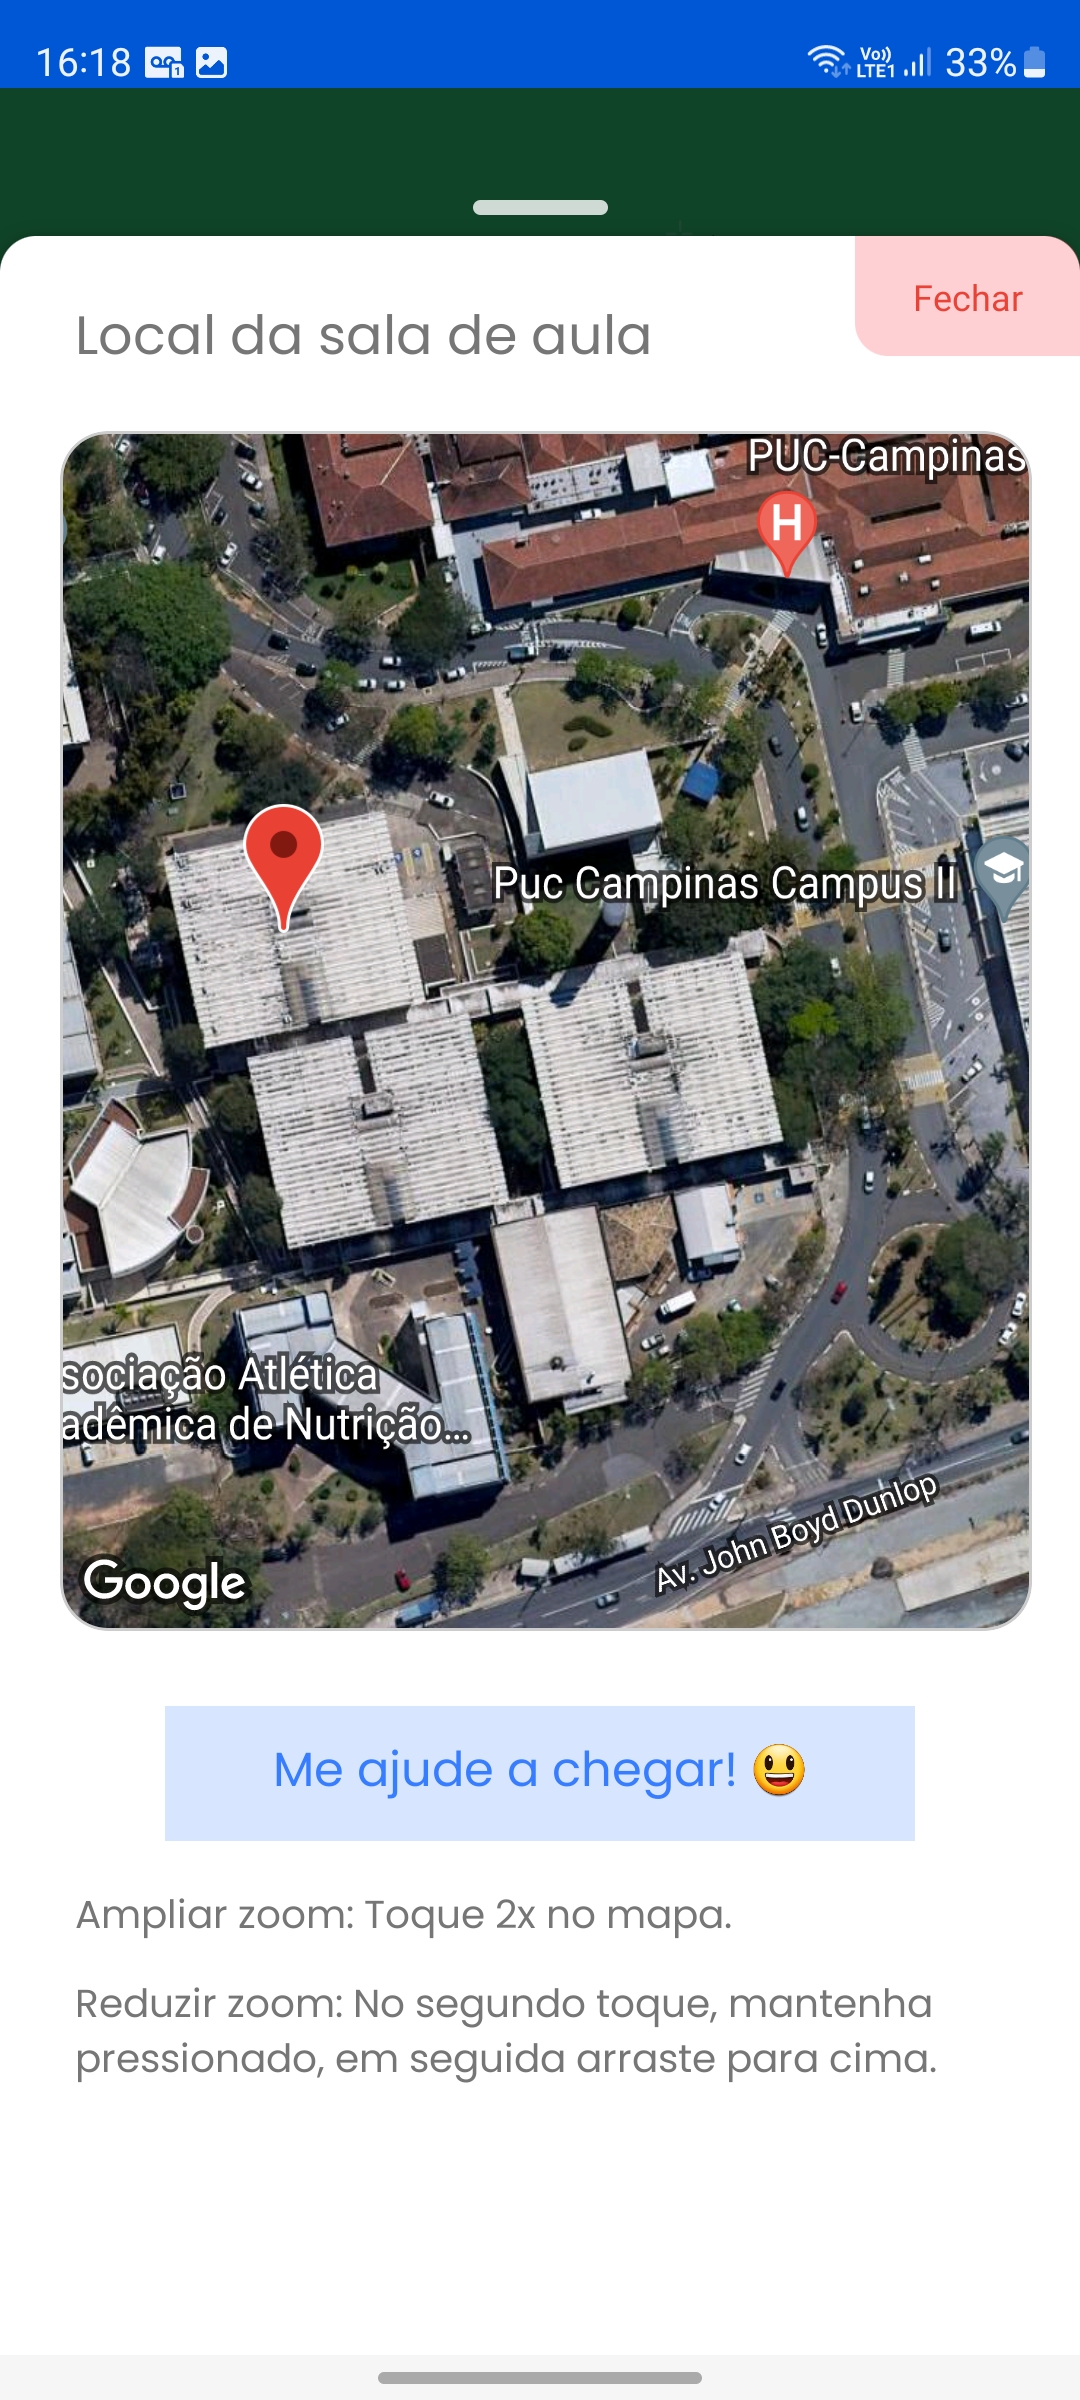 16:18
Vo))
LTE1
33%
Fechar
Local da sala de aula
PUC-Campinas
H
Puc Campinas Campus II
sociação Atlética
adêmica de Nutrição...
Av. John Boyd Dunlop
Google
Me ajude a chegar! 😃
Ampliar zoom: Toque 2x no mapa.
Reduzir zoom: No segundo toque, mantenha
pressionado, em seguida arraste para cima.